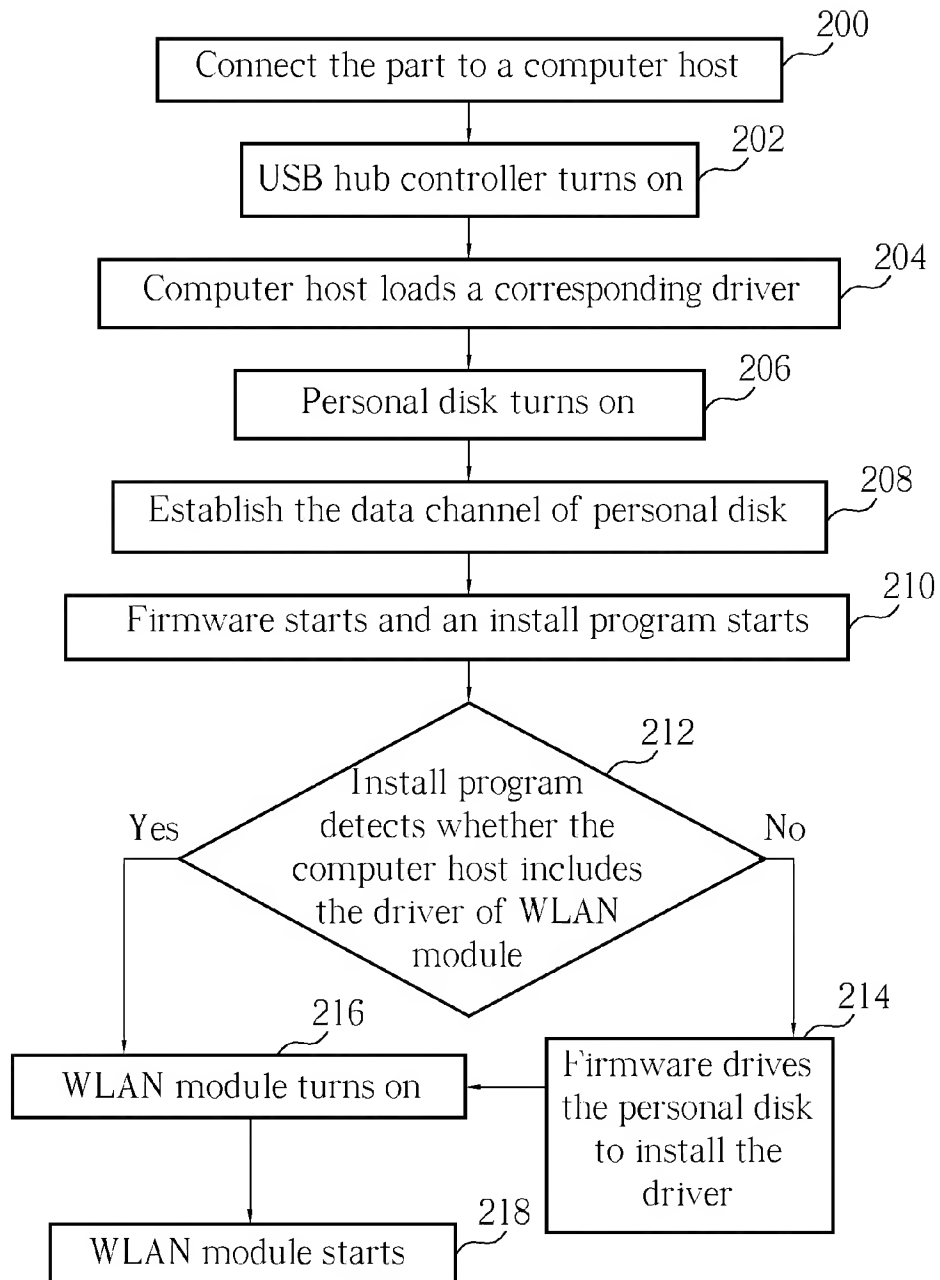 200
Connect the part to a computer host
202
USB hub controller turns on
204
Computer host loads a corresponding driver
206
Personal disk turns on
208
Establish the data channel of personal disk
210
Firmware starts and an install program starts
212
Install program
detects whether the
computer host includes
the driver of WLAN
module
Yes
No
214
Firmware drives
the personal disk
to install the
driver
216
WLAN module turns on
218
WLAN module starts